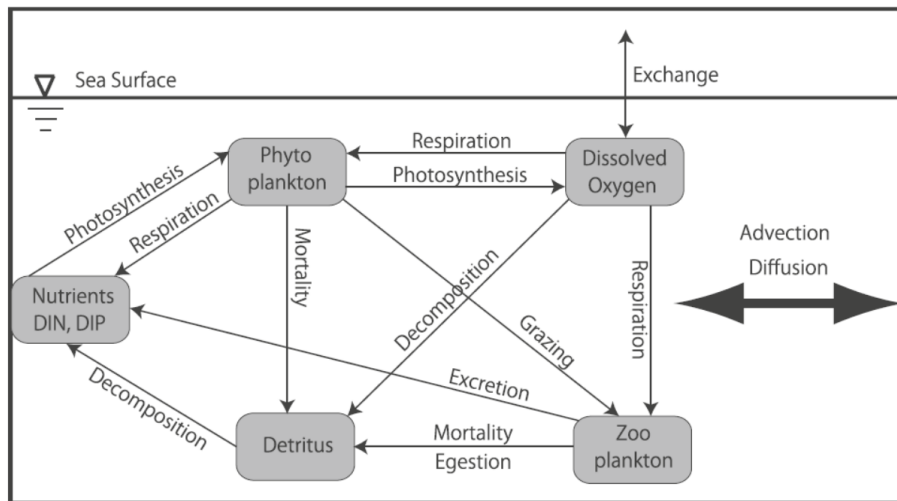 Sea Surface
Exchange
Phyto
plankton
Respiration
Photosynthesis
Dissolved
Oxygen
Photosynthesis
Respiration
Mortality
Decomposition
Grazing
Respiration
Advection
Diffusion
Nutrients
DIN, DIP
Excretion
Decomposition
Detritus
Mortality
Egestion
Zoo
plankton